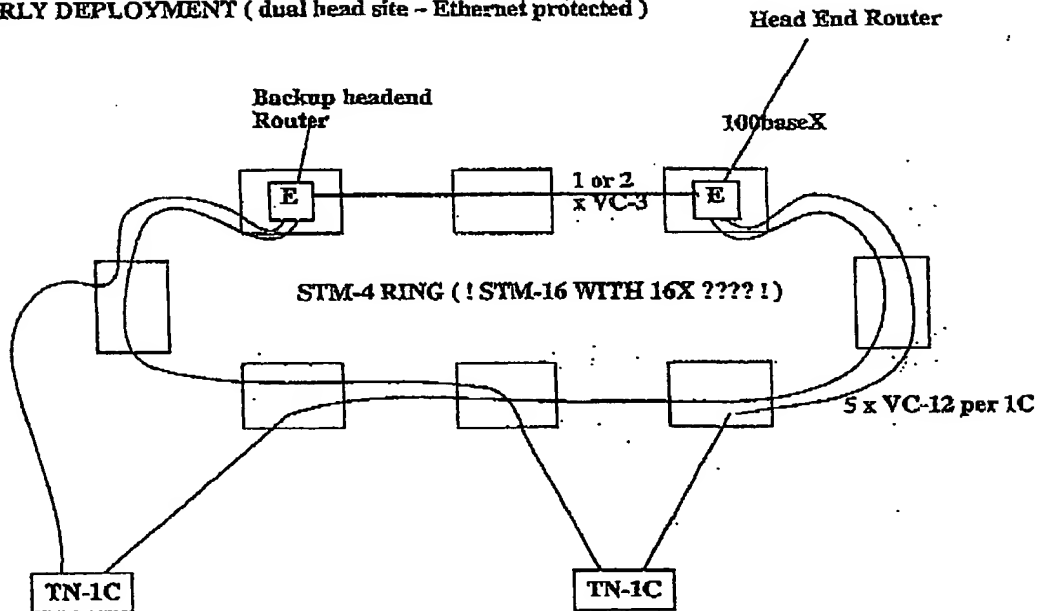 RLY DEPLOYMENT ( dual head site – Ethernet protected )
Head End Router
Backup headend
Router
100baseX
E
1 or 2
x VC-3
E
STM-4 RING ( ! STM-16 WITH 16X ???? ! )
5 x VC-12 per 1C
TN-1C
TN-1C